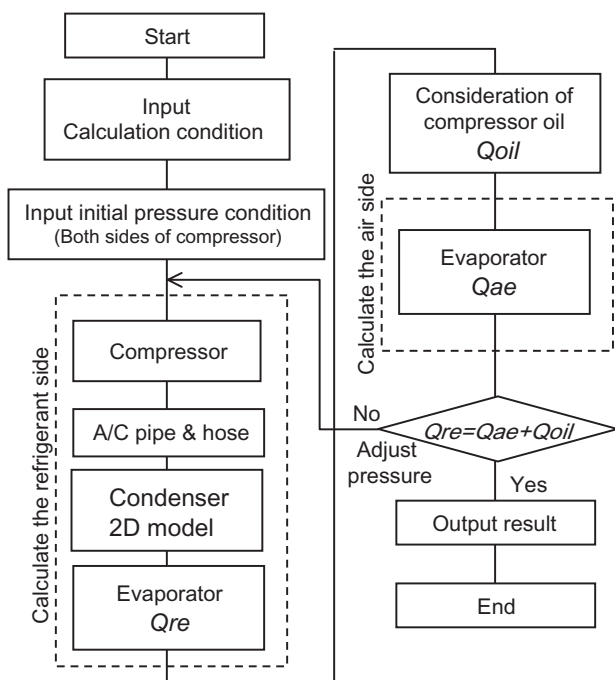 Start
Input
Calculation condition
Input initial pressure condition
(Both sides of compressor)
Calculate the refrigerant side
Compressor
A/C pipe & hose
Condenser
2D model
Evaporator
Qre
Consideration of
compressor oil
Qoil
Calculate the air side
Evaporator
Qae
Qre=Qae+Qoil
No
Adjust
pressure
Yes
Output result
End